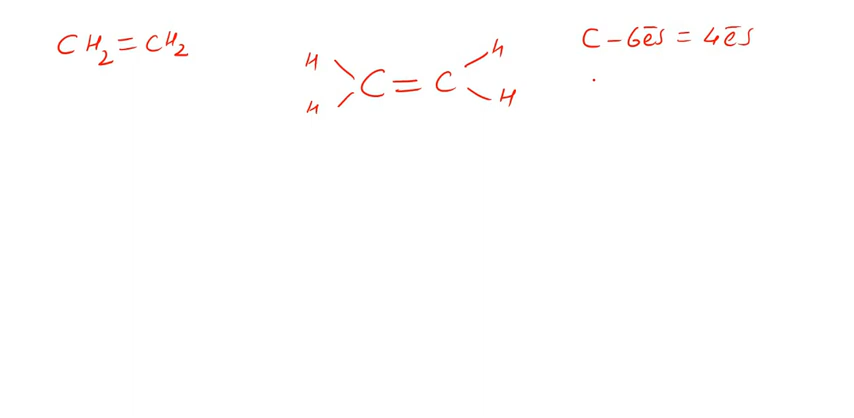 CH₂=CH₂
H H
C=C
H H
C-6ēs = 4ēs